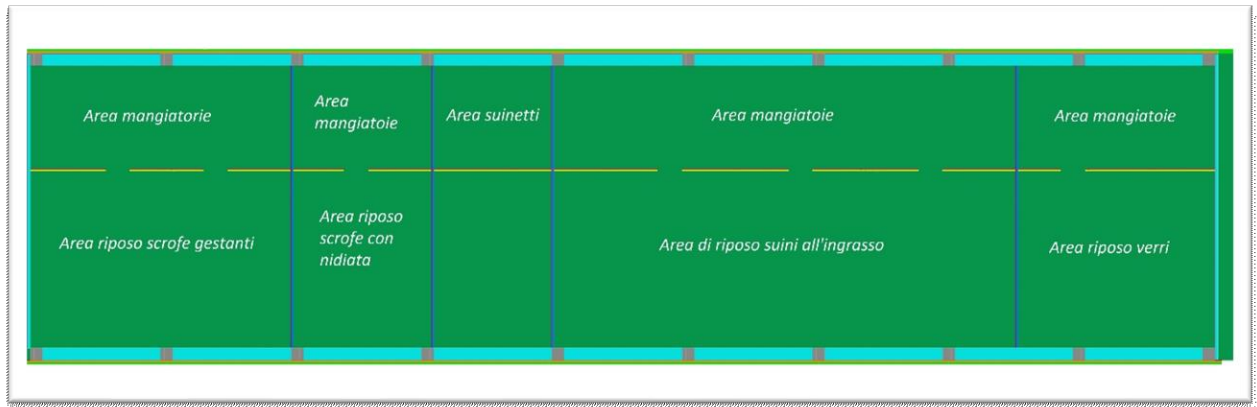 Area mangiatorie
Area
mangiatoie
Area suinetti
Area mangiatoie
Area mangiatoie
Area riposo scrofe gestanti
Area riposo
scrofe con
nidiata
Area di riposo suini all'ingrasso
Area riposo verri